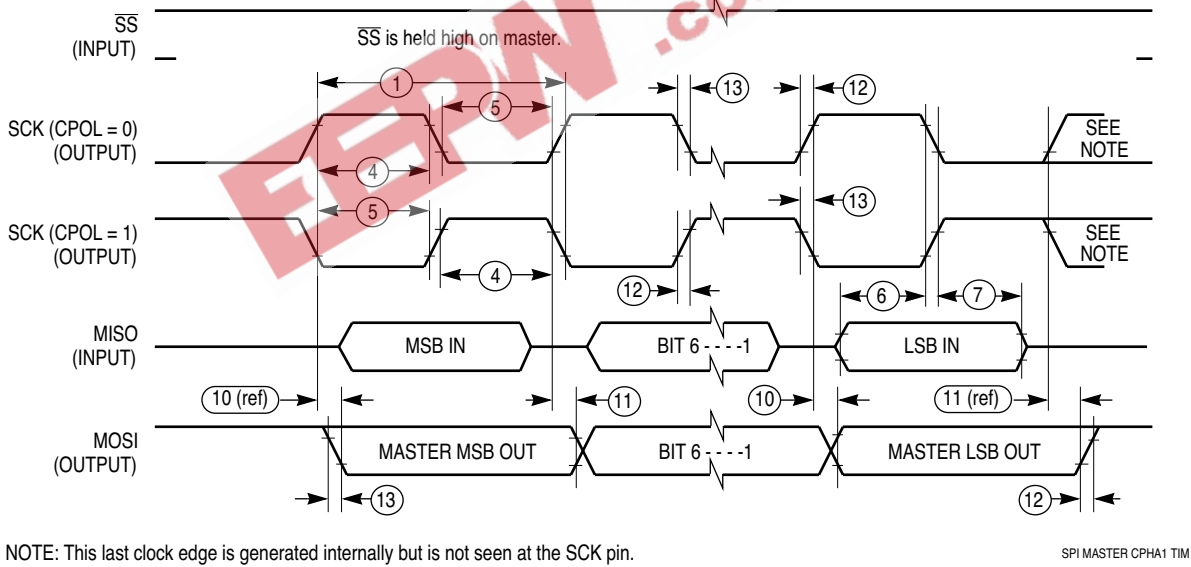 SS
(INPUT)
SS is held high on master.
1
5
13
12
SCK (CPOL = 0)
(OUTPUT)
SEE
NOTE
4
5
13
SCK (CPOL = 1)
(OUTPUT)
SEE
NOTE
4
12
6
7
MISO
(INPUT)
MSB IN
BIT 6 - - - -1
LSB IN
10 (ref)
11
10
11 (ref)
MOSI
(OUTPUT)
MASTER MSB OUT
BIT 6 - - - -1
MASTER LSB OUT
13
12
NOTE: This last clock edge is generated internally but is not seen at the SCK pin.
SPI MASTER CPHA1 TIM
EEPW
.co